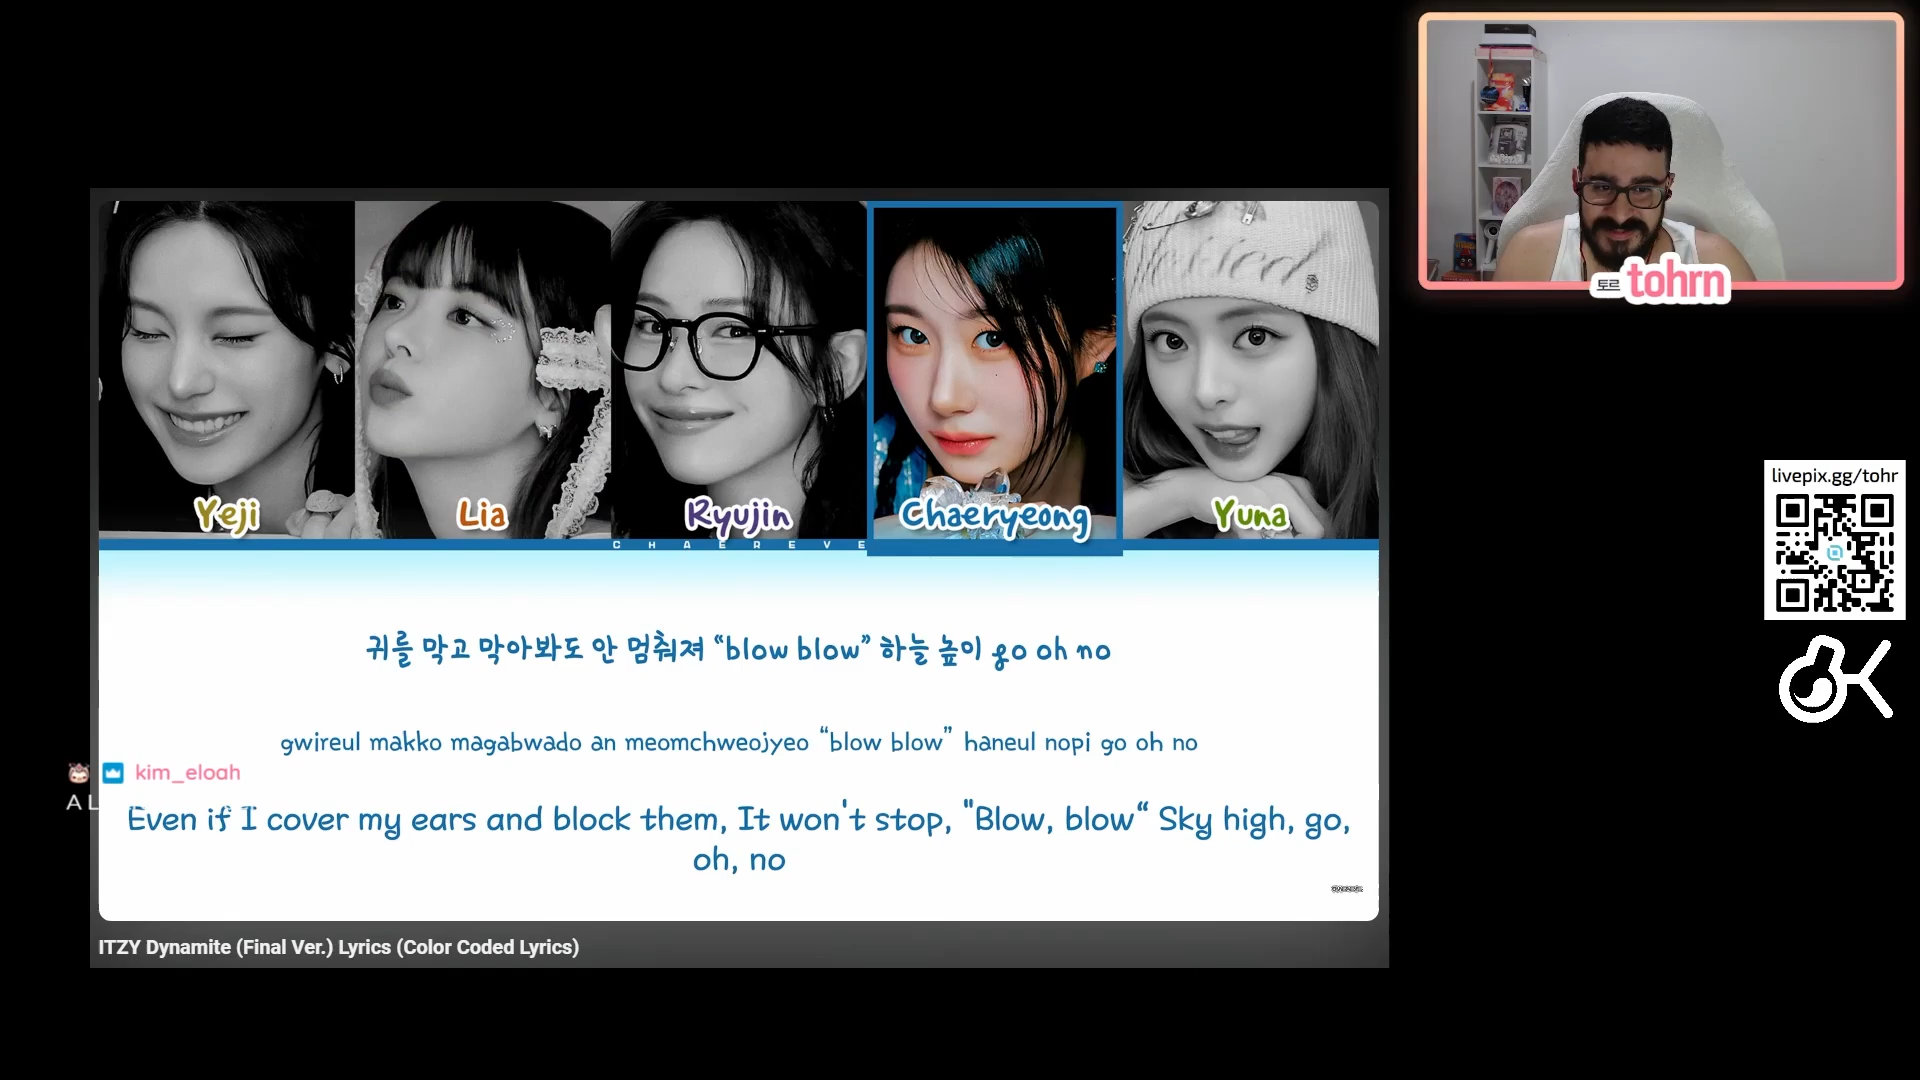 토르 tohrn
livepix.gg/tohr
Yeji
Lia
Ryujin
Chaeryeong
Yuna
CHAEREVE
귀를 막고 막아봐도 안 멈춰져 “blow blow” 하늘 높이 go oh no
gwireul makko magabwado an meomchweojyeo “blow blow” haneul nopi go oh no
kim_eloah
Even if I cover my ears and block them, It won't stop, "Blow, blow“ Sky high, go,
oh, no
ITZY Dynamite (Final Ver.) Lyrics (Color Coded Lyrics)